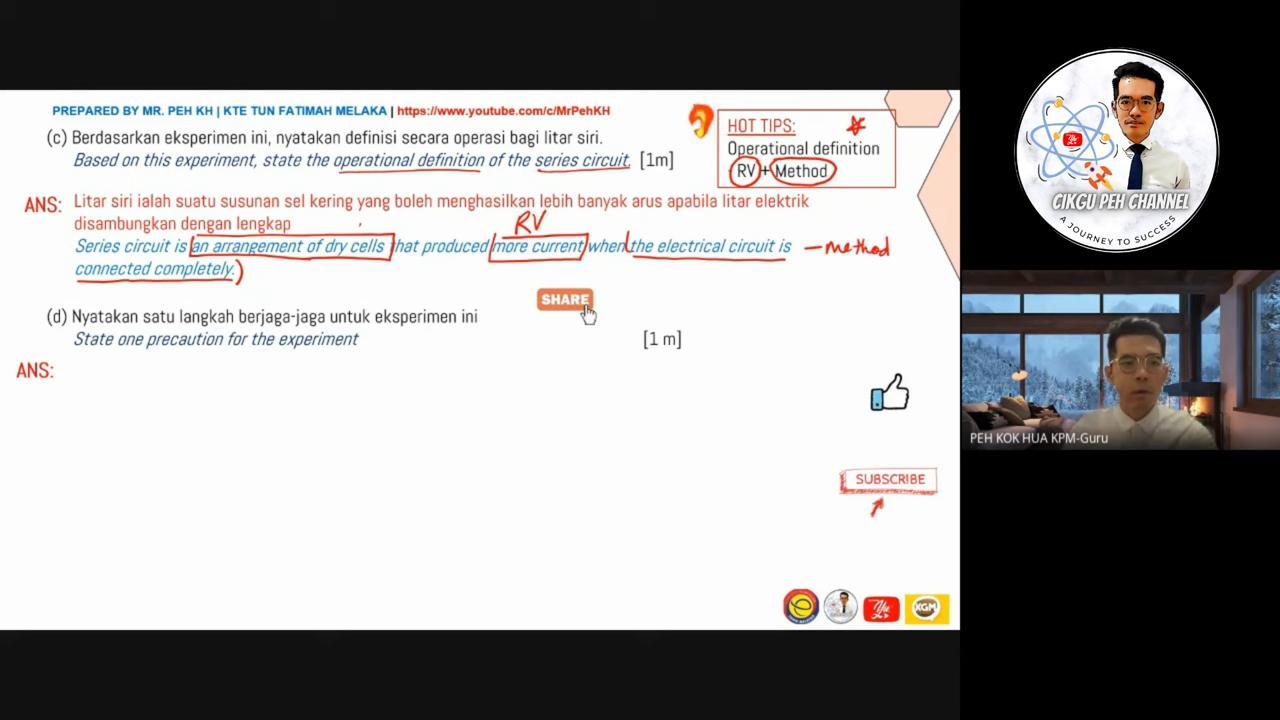 PREPARED BY MR. PEH KH | KTE TUN FATIMAH MELAKA | https://www.youtube.com/c/MrPehKH
(c) Berdasarkan eksperimen ini, nyatakan definisi secara operasi bagi litar siri.
Based on this experiment, state the operational definition of the series circuit. [1m]
HOT TIPS:
Operational definition
RV + Method
ANS: Litar siri ialah suatu susunan sel kering yang boleh menghasilkan lebih banyak arus apabila litar elektrik
disambungkan dengan lengkap
RV
Series circuit is an arrangement of dry cells that produced more current when the electrical circuit is
— method
connected completely.)
SHARE
(d) Nyatakan satu langkah berjaga-jaga untuk eksperimen ini
State one precaution for the experiment [1 m]
ANS:
SUBSCRIBE
KGM
CIKGU PEH CHANNEL
A JOURNEY TO SUCCESS
PEH KOK HUA KPM-Guru